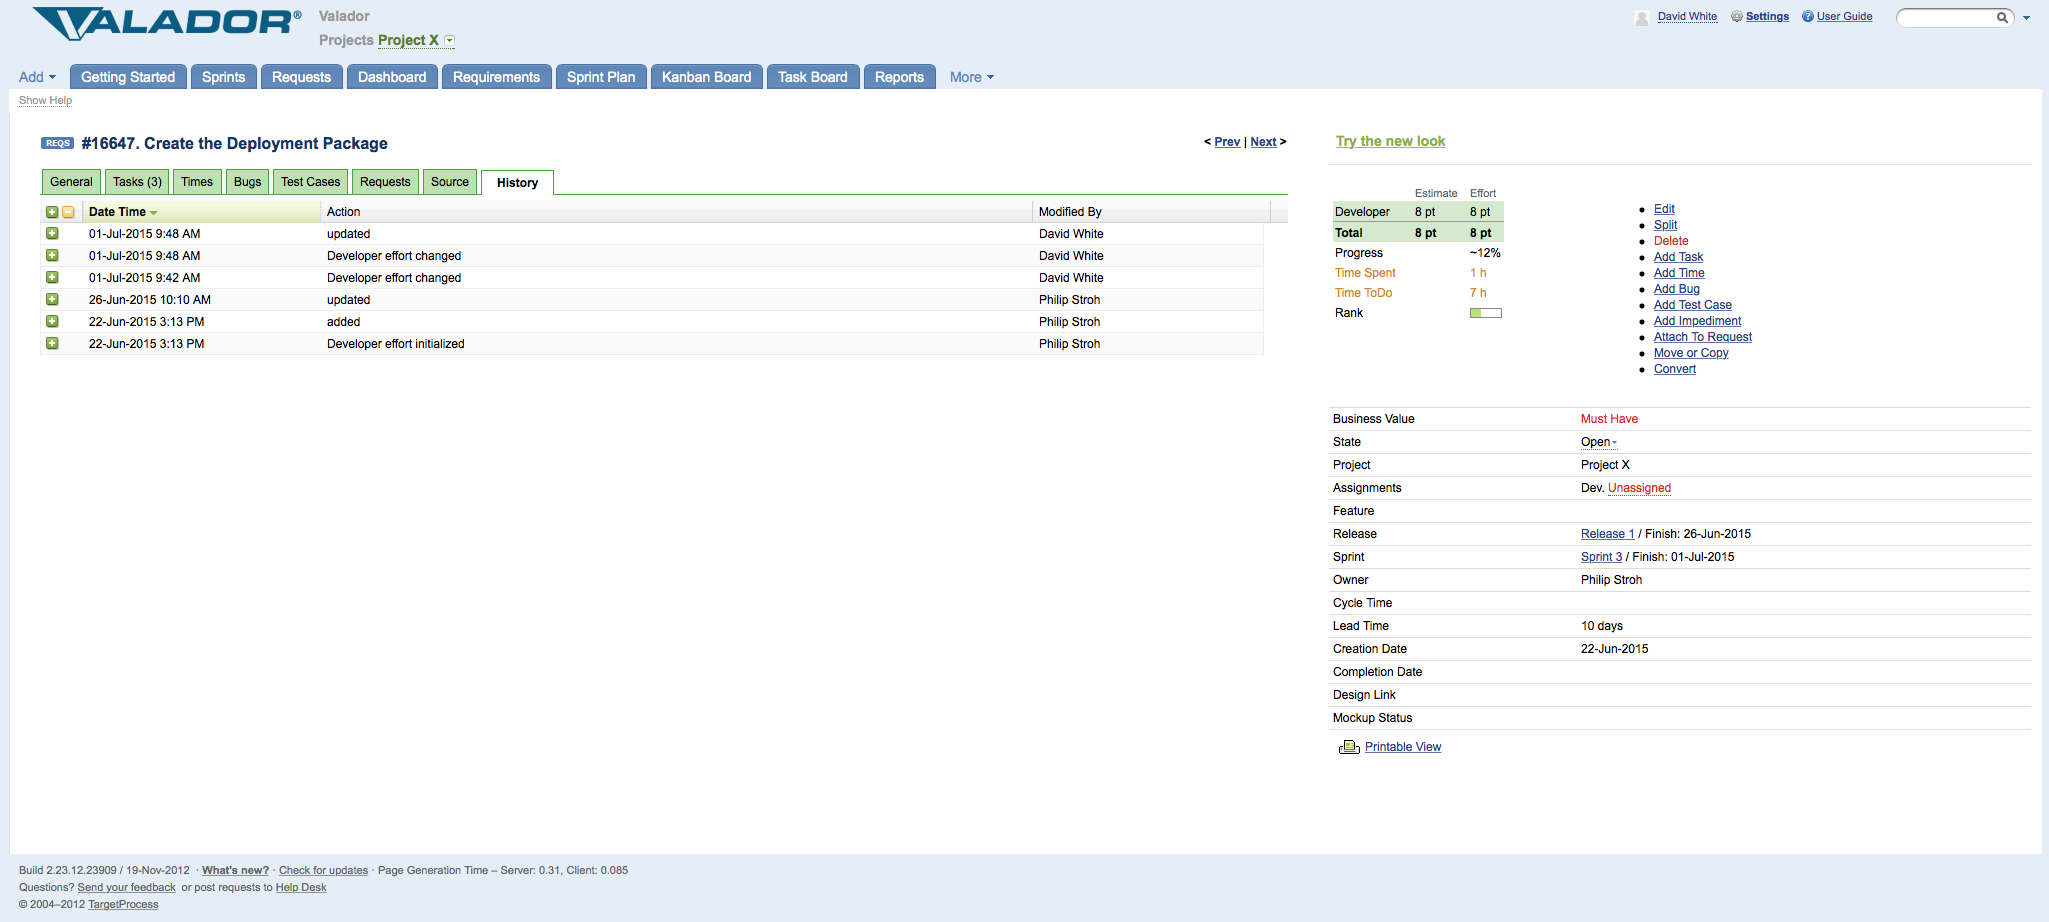 VALADOR®
Valador
Projects Project X
David White Settings User Guide
Add Getting Started Sprints Requests Dashboard Requirements Sprint Plan Kanban Board Task Board Reports More
Show Help
REQS #16647. Create the Deployment Package
< Prev | Next >
Try the new look
General Tasks (3) Times Bugs Test Cases Requests Source History
Date Time Action Modified By
01-Jul-2015 9:48 AM updated David White
01-Jul-2015 9:48 AM Developer effort changed David White
01-Jul-2015 9:42 AM Developer effort changed David White
26-Jun-2015 10:10 AM updated Philip Stroh
22-Jun-2015 3:13 PM added Philip Stroh
22-Jun-2015 3:13 PM Developer effort initialized Philip Stroh
Estimate Effort
Developer 8 pt 8 pt
Total 8 pt 8 pt
Progress ~12%
Time Spent 1 h
Time ToDo 7 h
Rank
Edit
Split
Delete
Add Task
Add Time
Add Bug
Add Test Case
Add Impediment
Attach To Request
Move or Copy
Convert
Business Value Must Have
State Open
Project Project X
Assignments Dev. Unassigned
Feature
Release Release 1 / Finish: 26-Jun-2015
Sprint Sprint 3 / Finish: 01-Jul-2015
Owner Philip Stroh
Cycle Time
Lead Time 10 days
Creation Date 22-Jun-2015
Completion Date
Design Link
Mockup Status
Printable View
Build 2.23.12.23909 / 19-Nov-2012 · What's new? · Check for updates · Page Generation Time – Server: 0.31, Client: 0.085
Questions? Send your feedback or post requests to Help Desk
© 2004–2012 TargetProcess